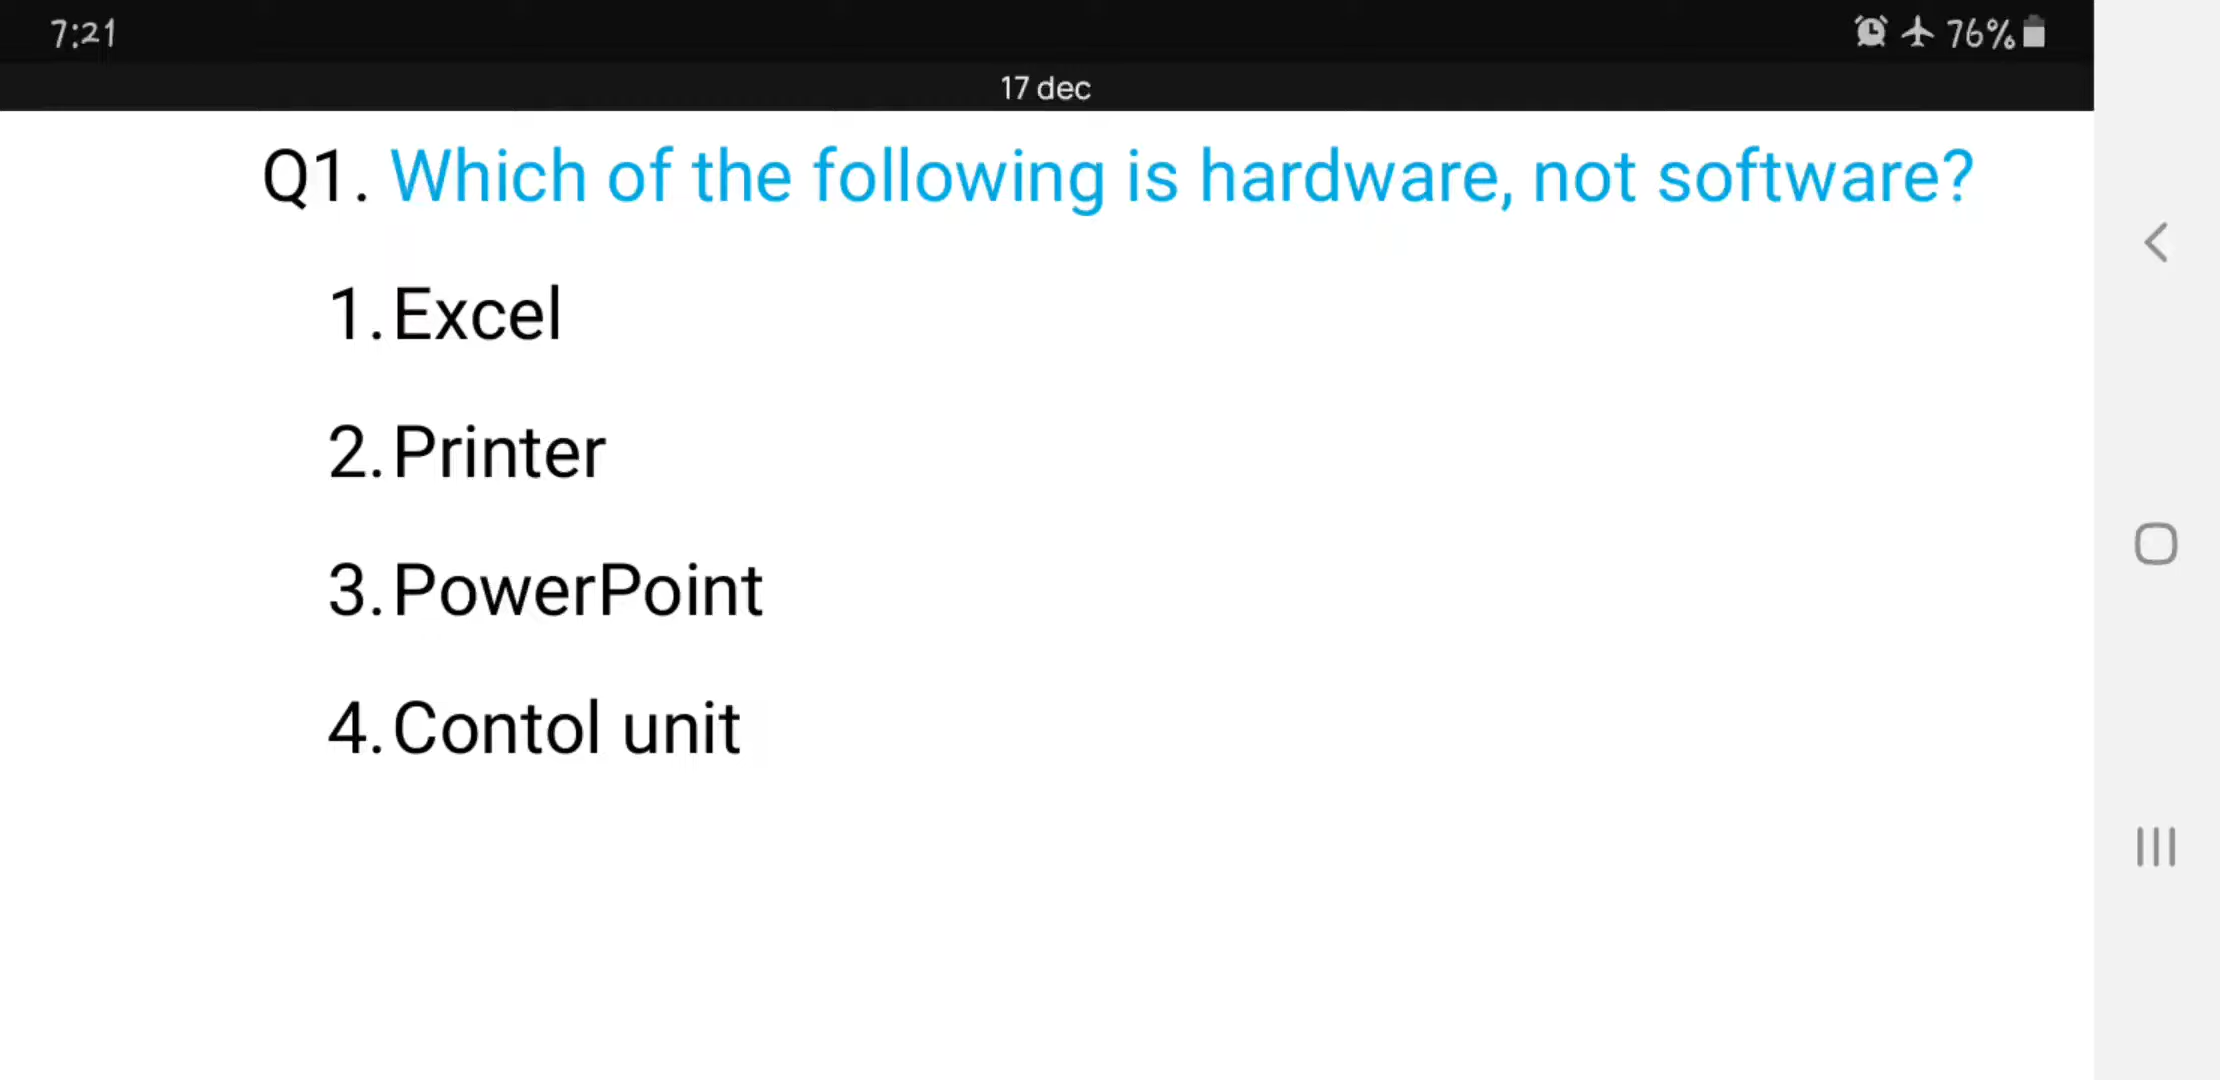 7:21
76%
17 dec
Q1. Which of the following is hardware, not software?
1. Excel
2. Printer
3. PowerPoint
4. Contol unit